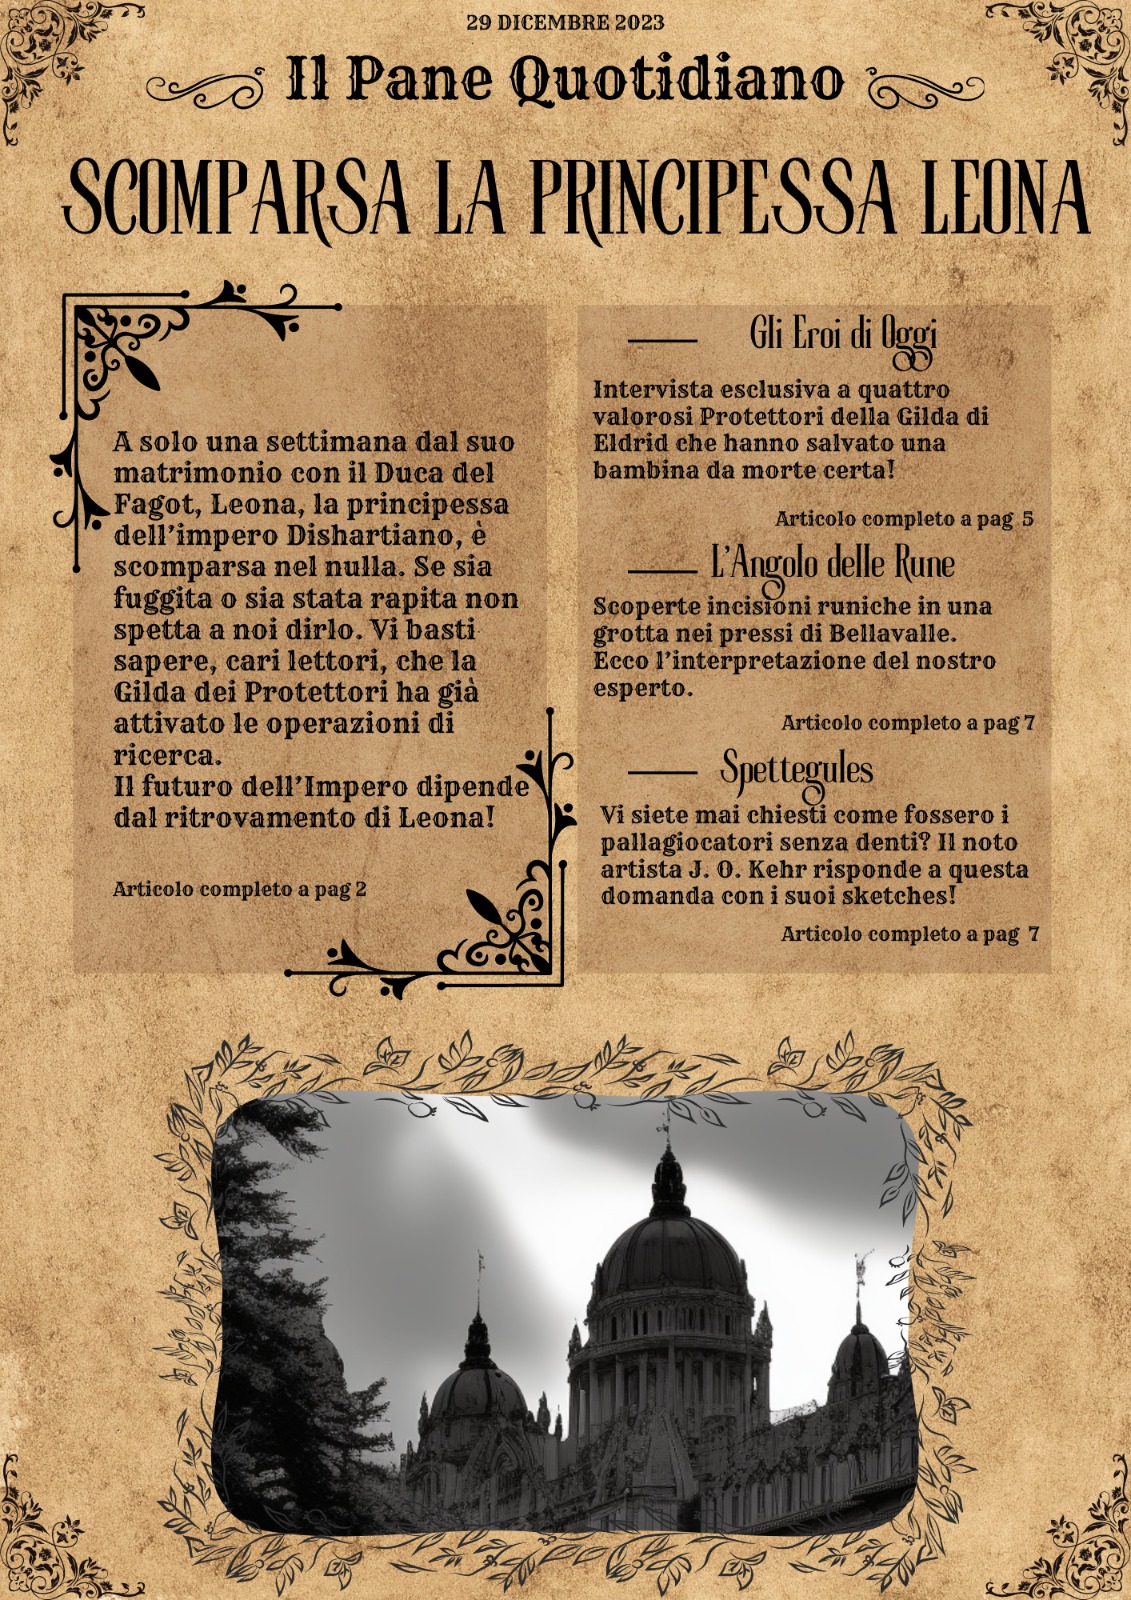 29 DICEMBRE 2023
Il Pane Quotidiano
SCOMPARSA LA PRINCIPESSA LEONA
A solo una settimana dal suo
matrimonio con il Duca del
Fagot, Leona, la principessa
dell'impero Dishartiano, è
scomparsa nel nulla. Se sia
fuggita o sia stata rapita non
spetta a noi dirlo. Vi basti
sapere, cari lettori, che la
Gilda dei Protettori ha già
attivato le operazioni di
ricerca.
Il futuro dell'Impero dipende
dal ritrovamento di Leona!
Articolo completo a pag 2
Gli Eroi di Oggi
Intervista esclusiva a quattro
valorosi Protettori della Gilda di
Eldrid che hanno salvato una
bambina da morte certa!
Articolo completo a pag 5
L'Angolo delle Rune
Scoperte incisioni runiche in una
grotta nei pressi di Bellavalle.
Ecco l'interpretazione del nostro
esperto.
Articolo completo a pag 7
Spettegules
Vi siete mai chiesti come fossero i
pallagiocatori senza denti? Il noto
artista J. O. Kehr risponde a questa
domanda con i suoi sketches!
Articolo completo a pag 7